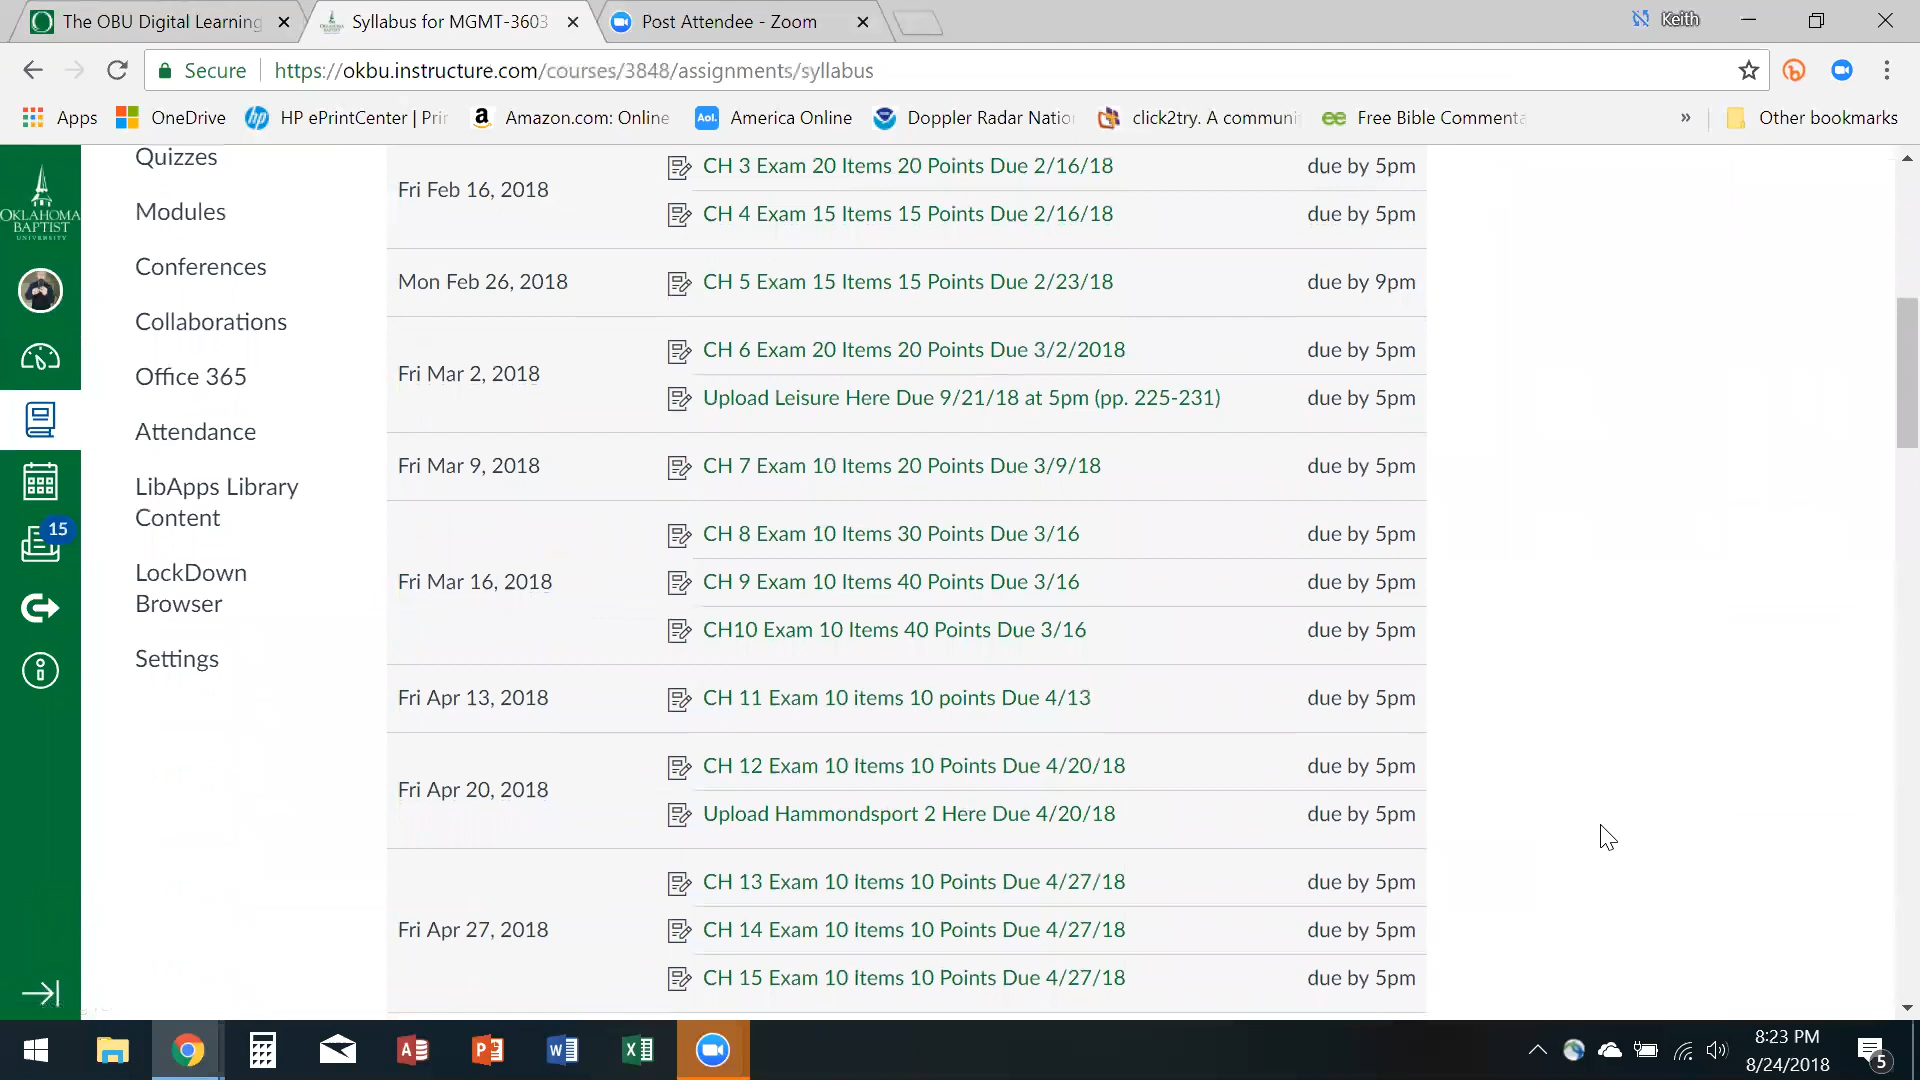 The OBU Digital Learning
Syllabus for MGMT-3603
Post Attendee - Zoom
Keith
Secure
https://okbu.instructure.com/courses/3848/assignments/syllabus
Apps
OneDrive
HP ePrintCenter | Prin
Amazon.com: Online
Aol.
America Online
Doppler Radar Natio
click2try. A communi
ee
Free Bible Commenta
»
Other bookmarks
OKLAHOMA
BAPTIST
UNIVERSITY
15
Quizzes
Modules
Conferences
Collaborations
Office 365
Attendance
LibApps Library
Content
LockDown
Browser
Settings
Fri Feb 16, 2018
CH 3 Exam 20 Items 20 Points Due 2/16/18 due by 5pm
CH 4 Exam 15 Items 15 Points Due 2/16/18 due by 5pm
Mon Feb 26, 2018 CH 5 Exam 15 Items 15 Points Due 2/23/18 due by 9pm
Fri Mar 2, 2018
CH 6 Exam 20 Items 20 Points Due 3/2/2018 due by 5pm
Upload Leisure Here Due 9/21/18 at 5pm (pp. 225-231) due by 5pm
Fri Mar 9, 2018 CH 7 Exam 10 Items 20 Points Due 3/9/18 due by 5pm
Fri Mar 16, 2018
CH 8 Exam 10 Items 30 Points Due 3/16 due by 5pm
CH 9 Exam 10 Items 40 Points Due 3/16 due by 5pm
CH10 Exam 10 Items 40 Points Due 3/16 due by 5pm
Fri Apr 13, 2018 CH 11 Exam 10 items 10 points Due 4/13 due by 5pm
Fri Apr 20, 2018
CH 12 Exam 10 Items 10 Points Due 4/20/18 due by 5pm
Upload Hammondsport 2 Here Due 4/20/18 due by 5pm
Fri Apr 27, 2018
CH 13 Exam 10 Items 10 Points Due 4/27/18 due by 5pm
CH 14 Exam 10 Items 10 Points Due 4/27/18 due by 5pm
CH 15 Exam 10 Items 10 Points Due 4/27/18 due by 5pm
8:23 PM
8/24/2018
5